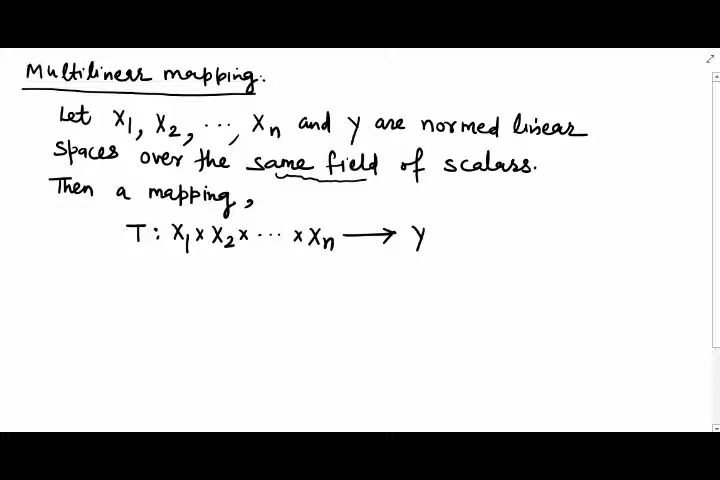 Multilinear mapping:
Let X₁, X₂, ..., Xₙ and Y are normed linear
spaces over the same field of scalars.
Then a mapping,
T : X₁ × X₂ × ... × Xₙ ⟶ Y